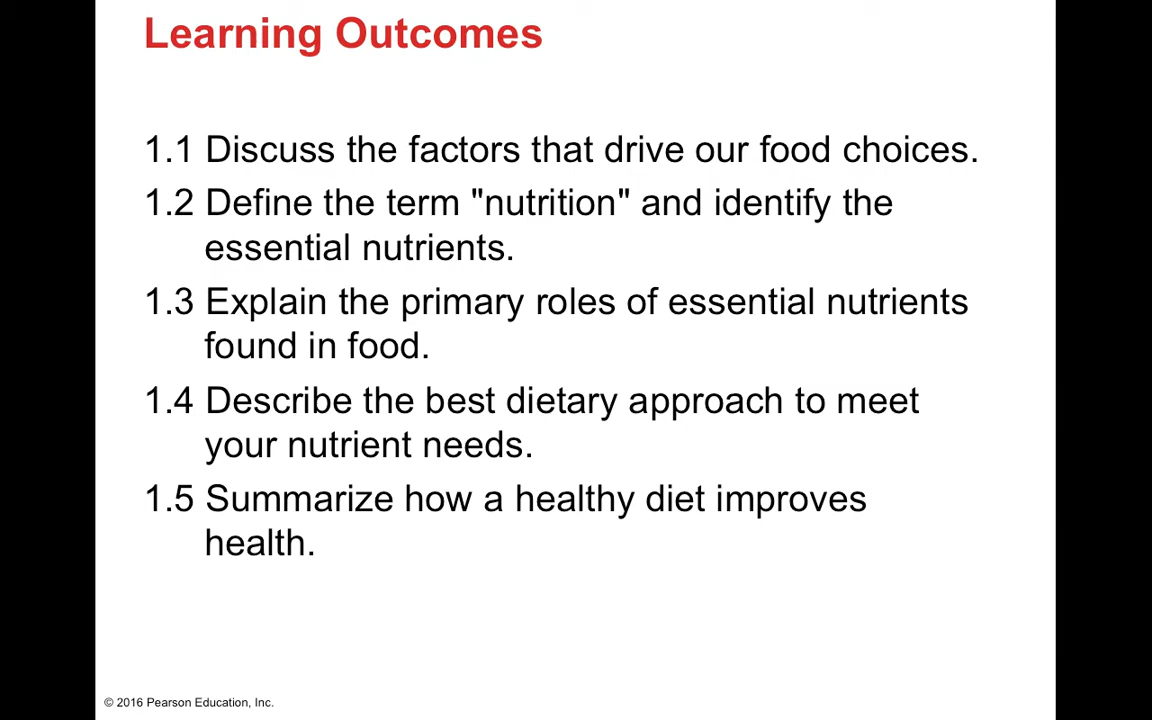 Learning Outcomes
1.1 Discuss the factors that drive our food choices.
1.2 Define the term "nutrition" and identify the
essential nutrients.
1.3 Explain the primary roles of essential nutrients
found in food.
1.4 Describe the best dietary approach to meet
your nutrient needs.
1.5 Summarize how a healthy diet improves
health.
© 2016 Pearson Education, Inc.